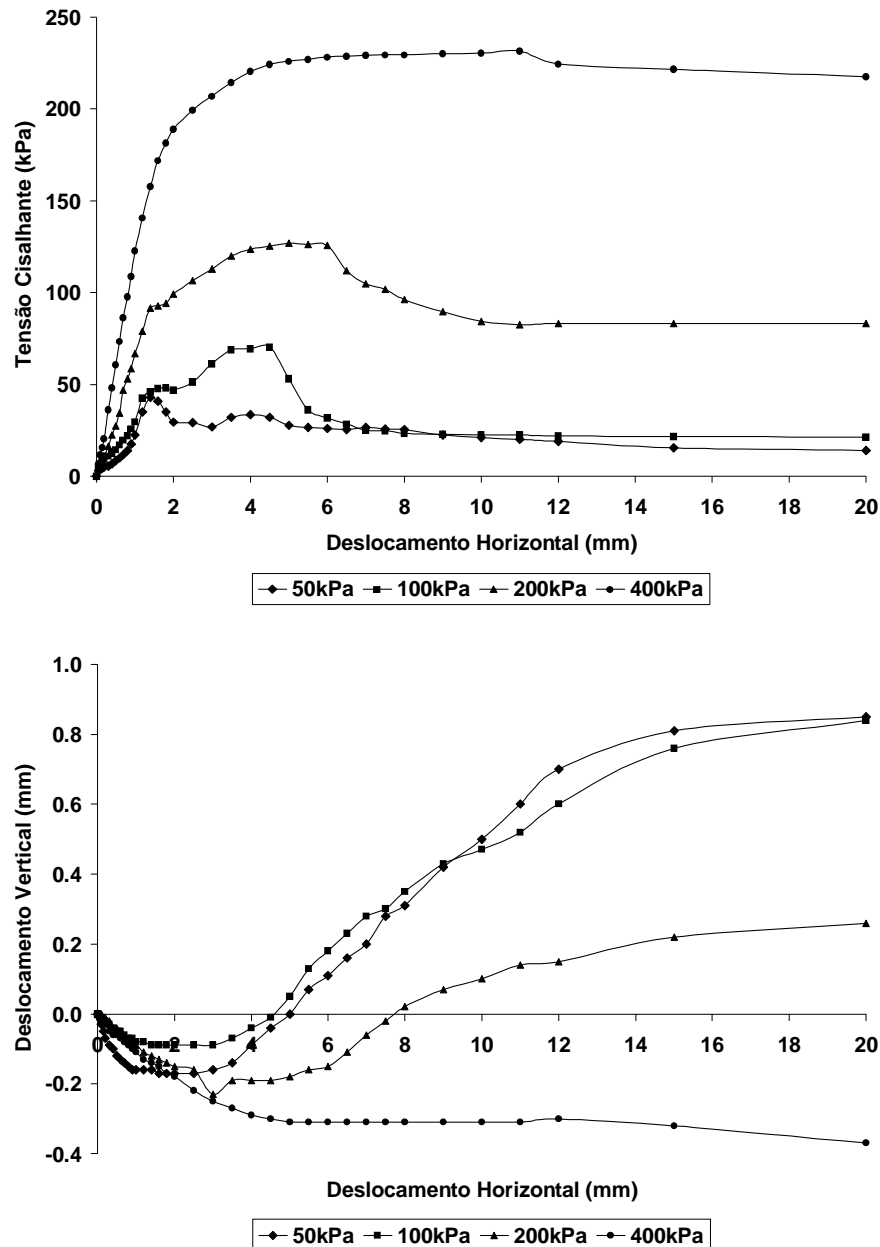 250
200
150
100
50
0
Tensão Cisalhante (kPa)
0 2 4 6 8 10 12 14 16 18 20
Deslocamento Horizontal (mm)
50kPa 100kPa 200kPa 400kPa
1.0
0.8
0.6
0.4
0.2
0.0
-0.2
-0.4
Deslocamento Vertical (mm)
0 2 4 6 8 10 12 14 16 18 20
Deslocamento Horizontal (mm)
50kPa 100kPa 200kPa 400kPa